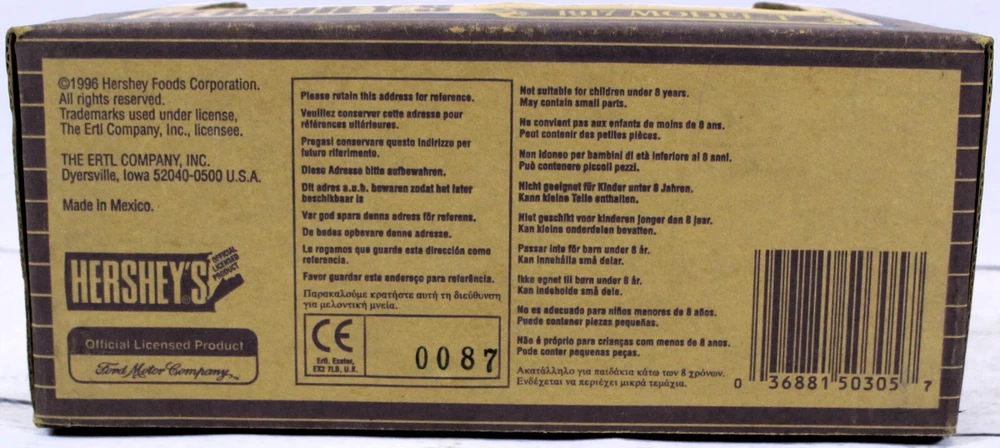 HERSHEY'S 1917 MODEL T
©1996 Hershey Foods Corporation.
All rights reserved.
Trademarks used under license,
The Ertl Company, Inc., licensee.
THE ERTL COMPANY, INC.
Dyersville, Iowa 52040-0500 U.S.A.
Made in Mexico.
HERSHEY'S®
OFFICIAL
LICENSED
PRODUCT
Official Licensed Product
Ford Motor Company
Please retain this address for reference.
Veuillez conserver cette adresse pour
références ultérieures.
Pregasi conservare questo indirizzo per
futuro riferimento.
Diese Adresse bitte aufbewahren.
Dit adres a.u.b. bewaren zodat het later
beschikbaar is
Var god spara denna adress för referens.
De bedes opbevare denne adresse.
Le rogamos que guarde esta dirección como
referencia.
Favor guardar este endereço para referência.
Παρακαλούμε κρατήστε αυτή τη διεύθυνση
για μελοντική μνεία.
CE
Ertl, Exeter,
EX2 7LB, U.K.
0087
Not suitable for children under 8 years.
May contain small parts.
Ne convient pas aux enfants de moins de 8 ans.
Peut contenir des petites pièces.
Non idoneo per bambini di età inferiore ai 8 anni.
Può contenere piccoli pezzi.
Nicht geeignet für Kinder unter 8 Jahren.
Kann kleine Teile enthalten.
Niet geschikt voor kinderen jonger dan 8 jaar.
Kan kleine onderdelen bevatten.
Passar inte för barn under 8 år.
Kan innehålla små delar.
Ikke egnet til børn under 8 år.
Kan indeholde små dele.
No es adecuado para niños menores de 8 años.
Puede contener piezas pequeñas.
Não é próprio para crianças com menos de 8 anos.
Pode conter pequenas peças.
Ακατάλληλο για παιδάκια κάτω των 8 χρόνων.
Ενδέχεται να περιέχει μικρά τεμάχια.
0 36881 50305 7